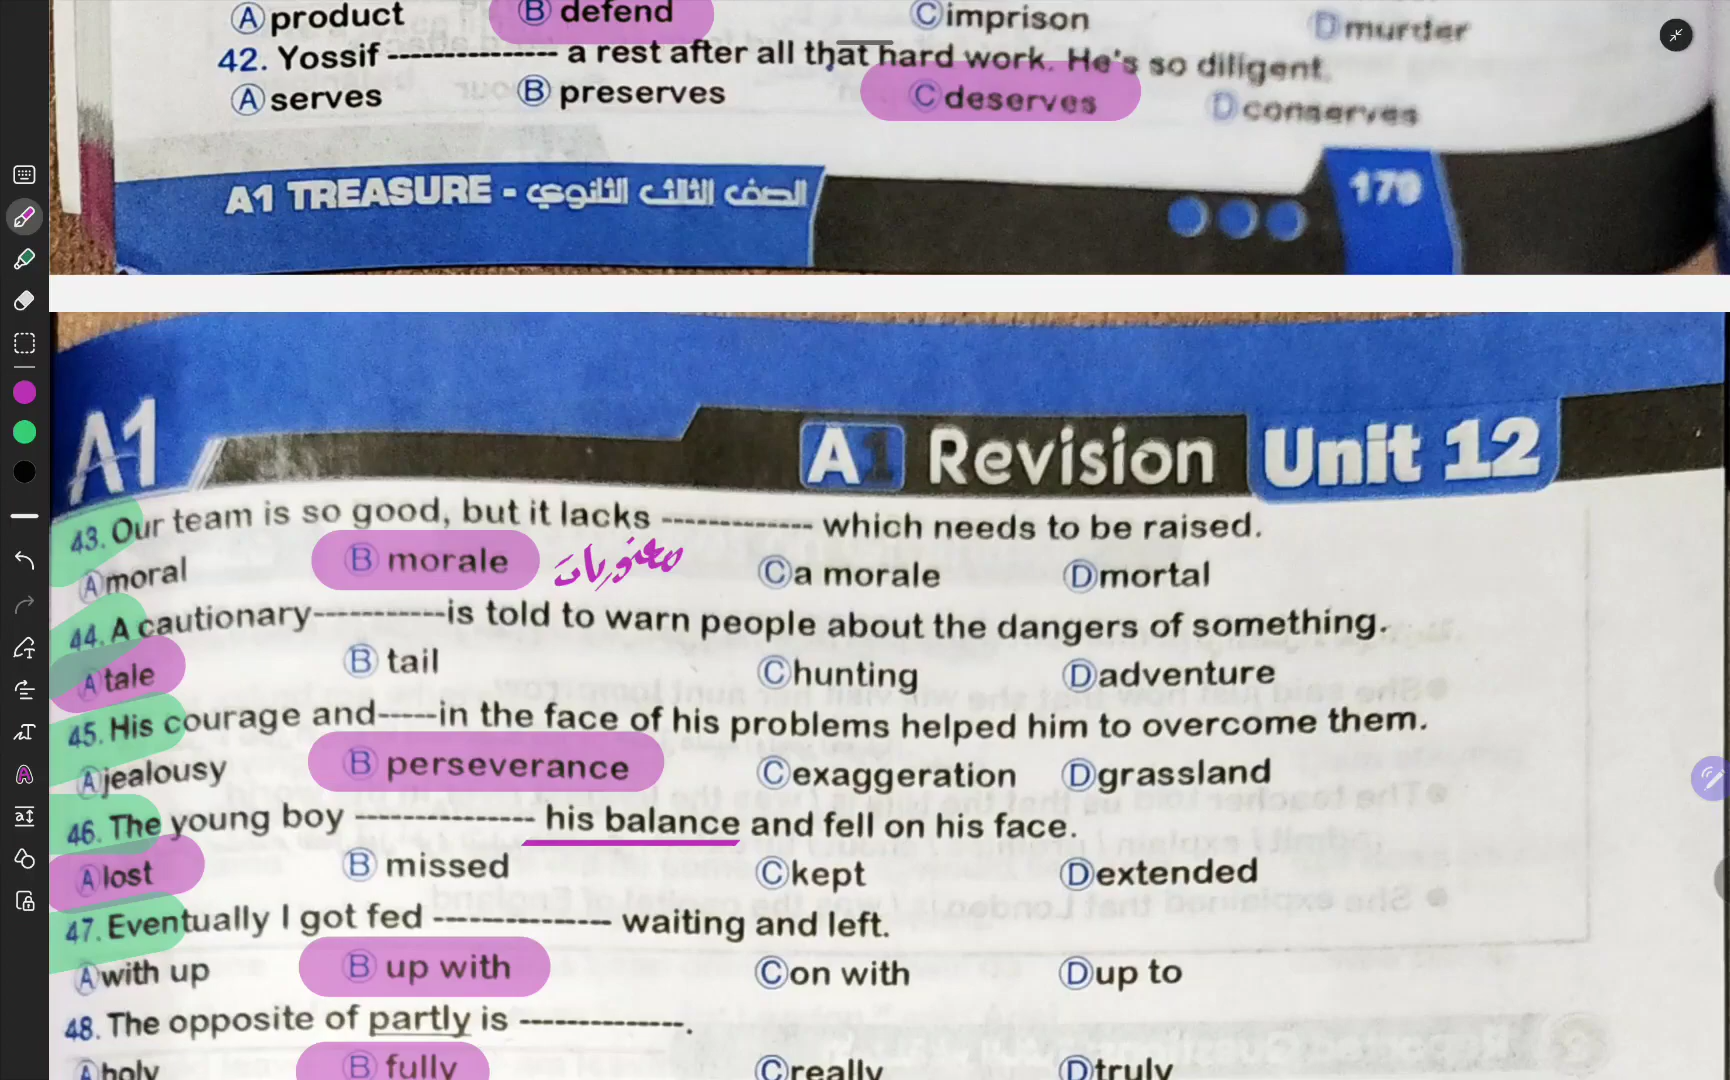 A product B defend C imprison D murder
42. Yossif --------------- a rest after all that hard work. He's so diligent.
A serves B preserves C deserves D conserves
A1 TREASURE - الصف الثالث الثانوي 179
A1 A1 Revision Unit 12
43. Our team is so good, but it lacks ------------- which needs to be raised.
A moral B morale معنويات C a morale D mortal
44. A cautionary-----------is told to warn people about the dangers of something.
A tale B tail C hunting D adventure
45. His courage and-----in the face of his problems helped him to overcome them.
A jealousy B perseverance C exaggeration D grassland
46. The young boy --------------- his balance and fell on his face.
A lost B missed C kept D extended
47. Eventually I got fed --------------- waiting and left.
A with up B up with C on with D up to
48. The opposite of partly is --------------.
A holy B fully C really D truly